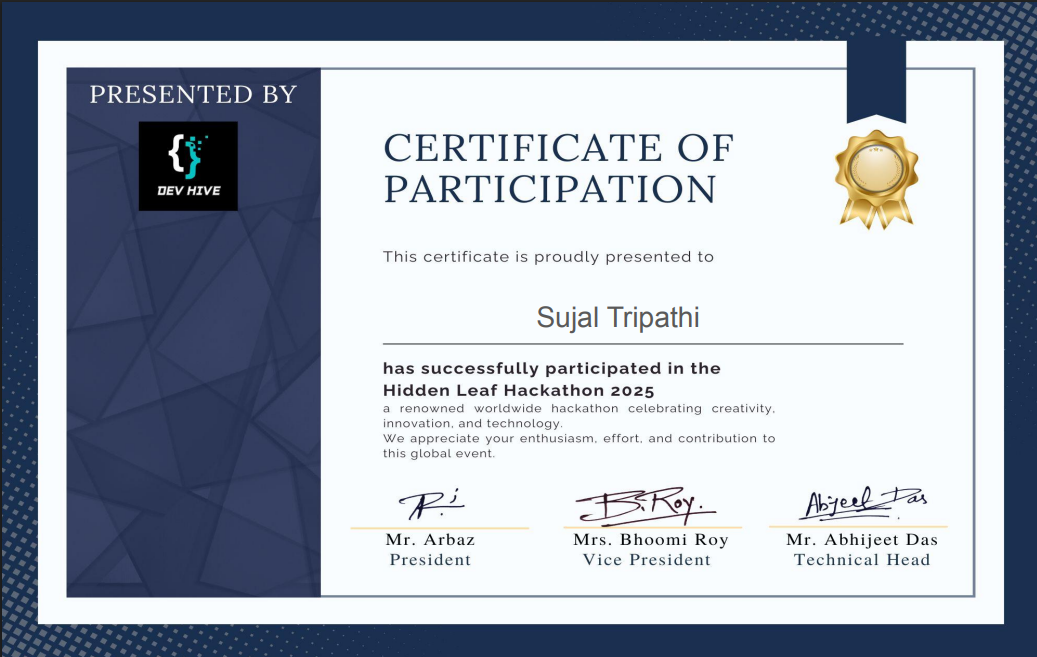 PRESENTED BY
DEV HIVE
CERTIFICATE OF
PARTICIPATION
This certificate is proudly presented to
Sujal Tripathi
has successfully participated in the
Hidden Leaf Hackathon 2025
a renowned worldwide hackathon celebrating creativity,
innovation, and technology.
We appreciate your enthusiasm, effort, and contribution to
this global event.
B. Roy.
Abijeet Das
Mr. Arbaz
President
Mrs. Bhoomi Roy
Vice President
Mr. Abhijeet Das
Technical Head